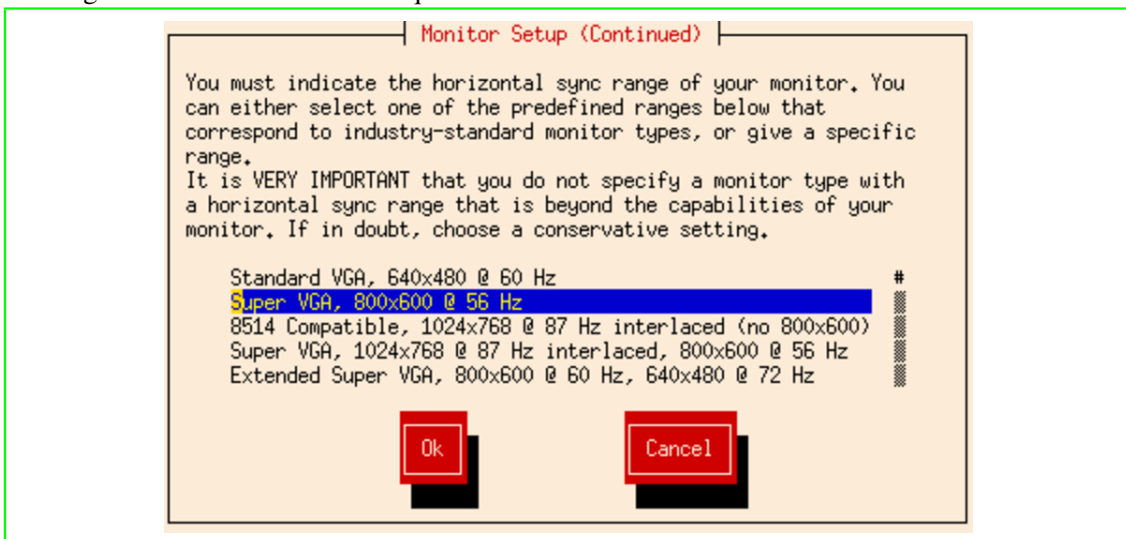 Monitor Setup (Continued)
You must indicate the horizontal sync range of your monitor. You
can either select one of the predefined ranges below that
correspond to industry-standard monitor types, or give a specific
range.
It is VERY IMPORTANT that you do not specify a monitor type with
a horizontal sync range that is beyond the capabilities of your
monitor. If in doubt, choose a conservative setting.
Standard VGA, 640x480 @ 60 Hz #
Super VGA, 800x600 @ 56 Hz
8514 Compatible, 1024x768 @ 87 Hz interlaced (no 800x600)
Super VGA, 1024x768 @ 87 Hz interlaced, 800x600 @ 56 Hz
Extended Super VGA, 800x600 @ 60 Hz, 640x480 @ 72 Hz
Ok Cancel